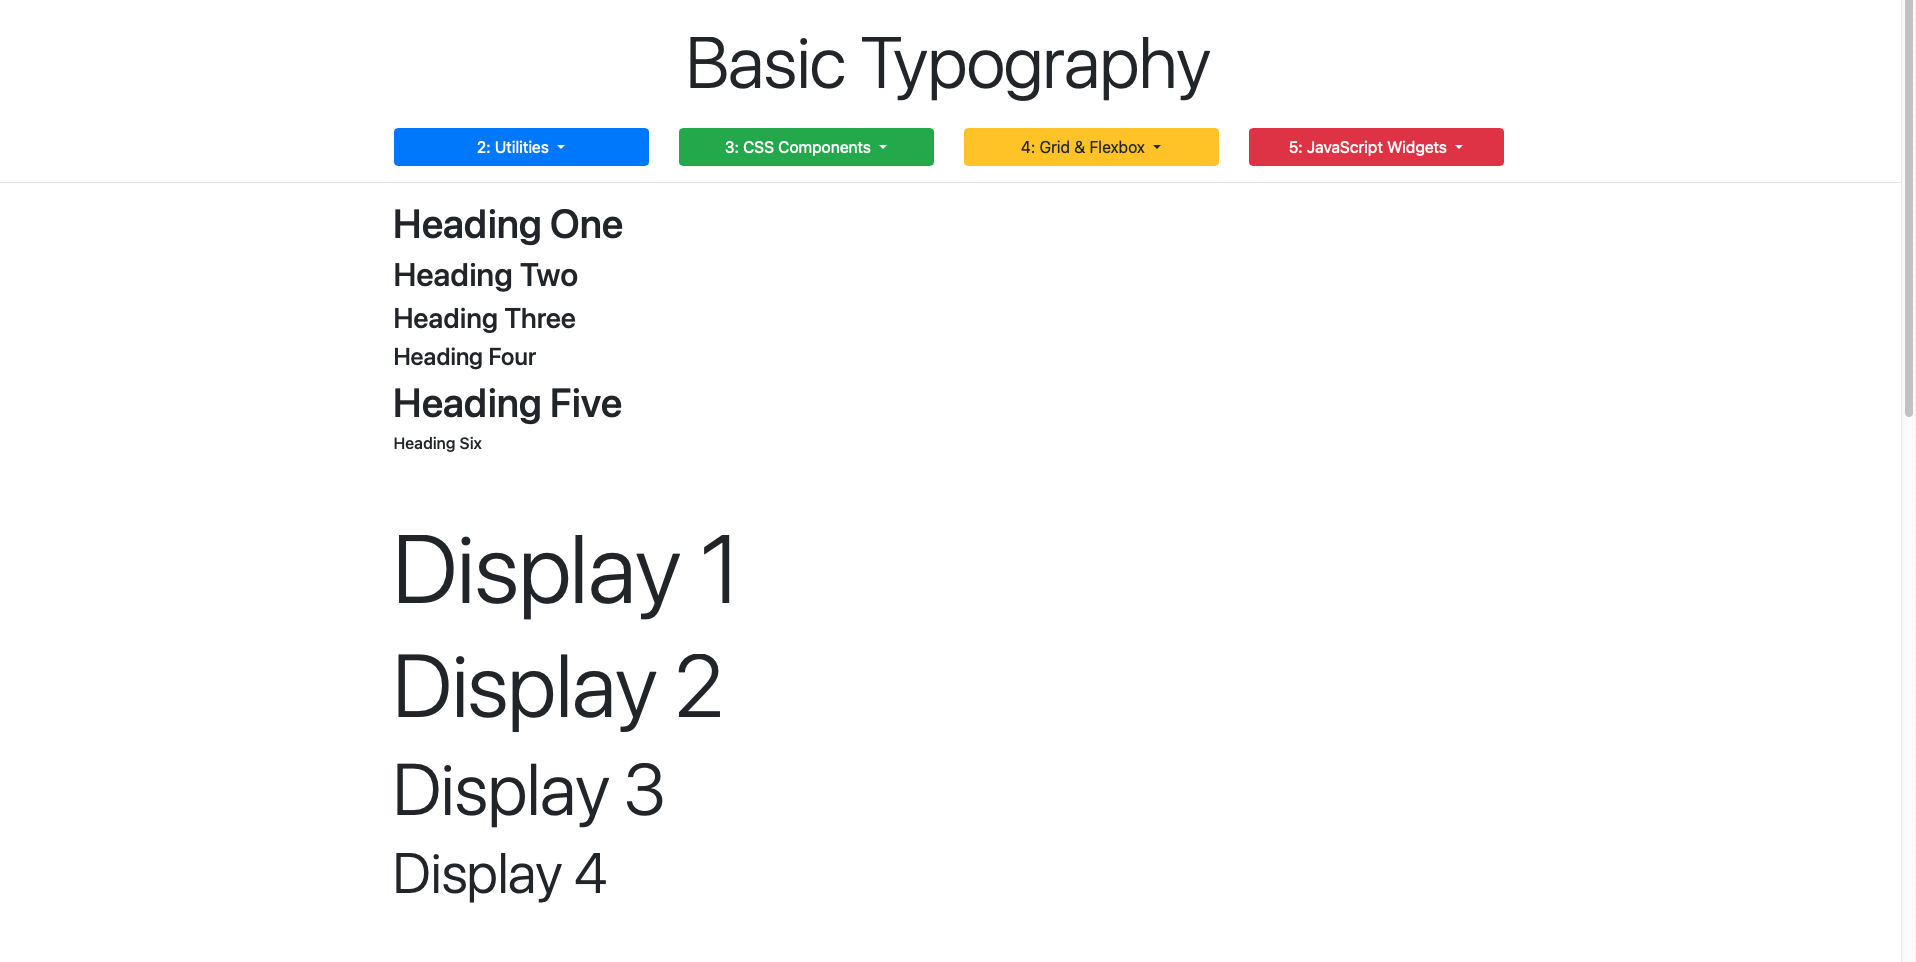 Basic Typography
2: Utilities
3: CSS Components
4: Grid & Flexbox
5: JavaScript Widgets
Heading One
Heading Two
Heading Three
Heading Four
Heading Five
Heading Six
Display 1
Display 2
Display 3
Display 4